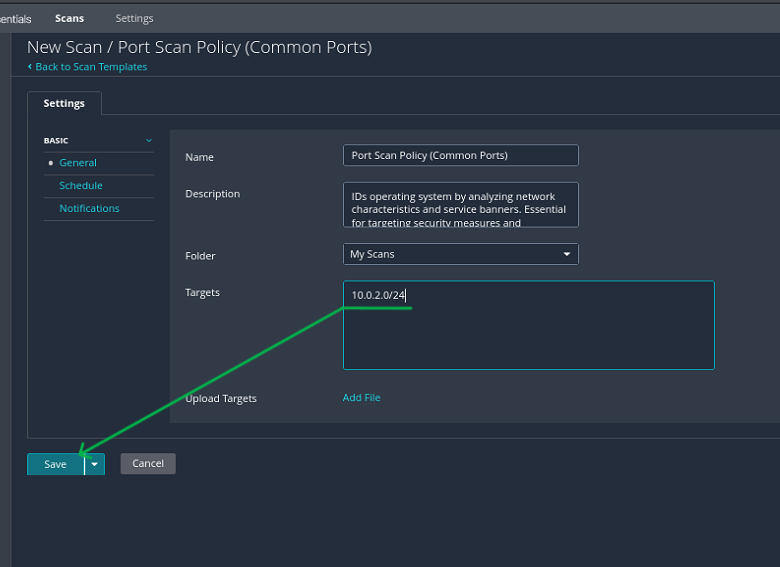 entials Scans Settings
New Scan / Port Scan Policy (Common Ports)
‹ Back to Scan Templates
Settings
BASIC
General
Schedule
Notifications
Name Port Scan Policy (Common Ports)
Description IDs operating system by analyzing network
characteristics and service banners. Essential
for targeting security measures and
Folder My Scans
Targets 10.0.2.0/24
Upload Targets Add File
Save Cancel